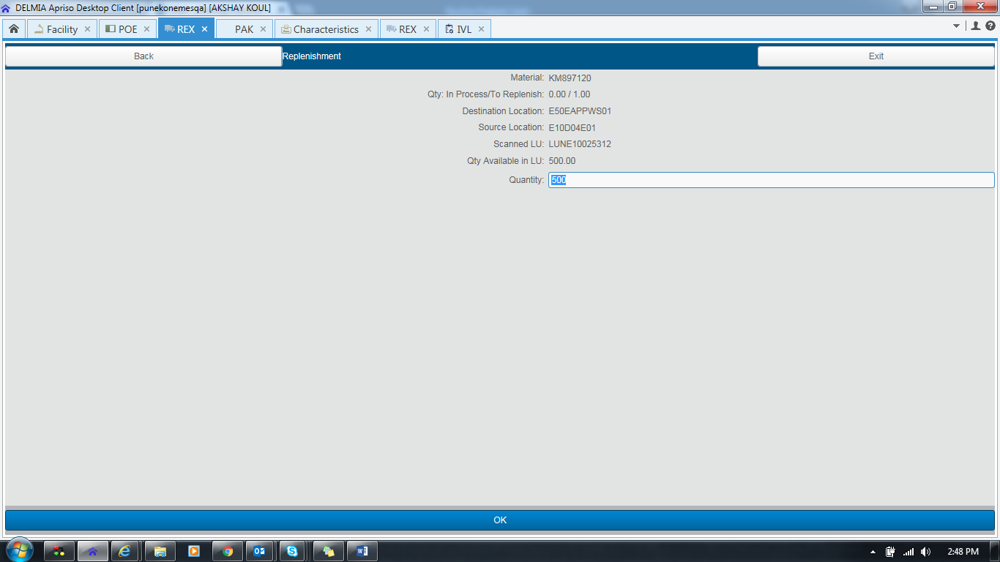 DELMIA Apriso Desktop Client [punekonemesqa] [AKSHAY KOUL]
Facility POE REX PAK Characteristics REX IVL
Back Replenishment Exit
Material: KM897120
Qty: In Process/To Replenish: 0.00 / 1.00
Destination Location: E50EAPPWS01
Source Location: E10D04E01
Scanned LU: LUNE10025312
Qty Available in LU: 500.00
Quantity: 500
OK
2:48 PM